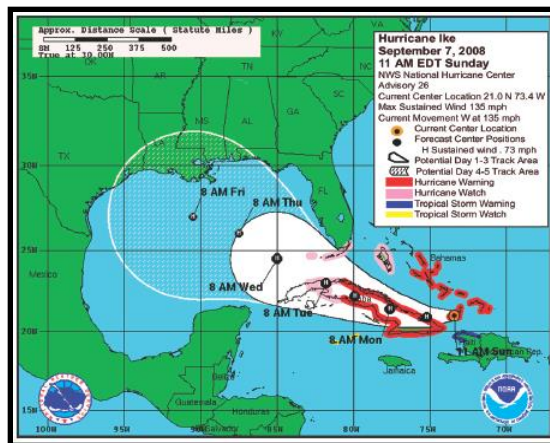 Approx. Distance Scale ( Statute Miles )
SM 125 250 375 500
True at 30.00N
Hurricane Ike
September 7, 2008
11 AM EDT Sunday
NWS National Hurricane Center
Advisory 26
Current Center Location 21.0 N 73.4 W
Max Sustained Wind 135 mph
Current Movement W at 135 mph
Current Center Location
Forecast Center Positions
H Sustained wind . 73 mph
Potential Day 1-3 Track Area
Potential Day 4-5 Track Area
Hurricane Warning
Hurricane Watch
Tropical Storm Warning
Tropical Storm Watch
KY
VA
OK
AR
TN
NC
SC
MS
AL
GA
TX
LA
FL
30N
25N
20N
15N
8 AM Fri
8 AM Thu
8 AM Wed
8 AM Tue
8 AM Mon
11 AM Sun
Mexico
Bahamas
Jamaica
Belize
Guatemala
Honduras
100W
95W
90W
85W
80W
75W
70W
NOAA